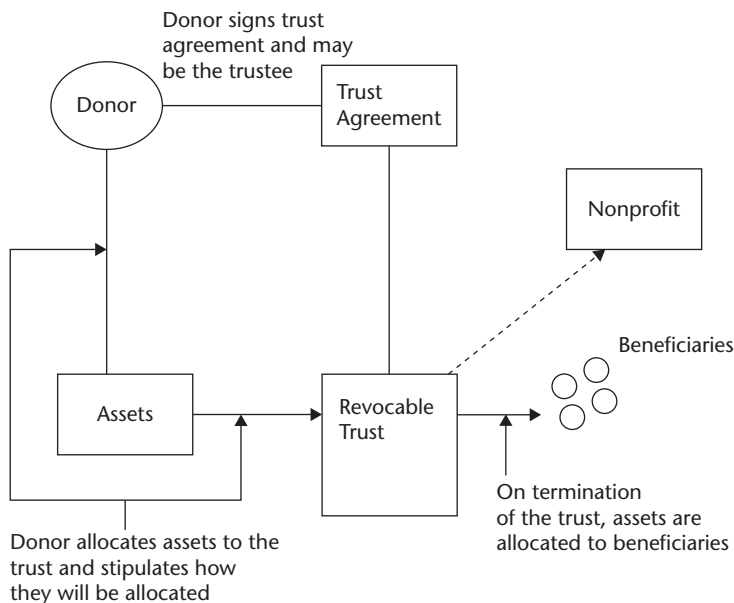 Donor signs trust
agreement and may
be the trustee
Donor
Trust
Agreement
Nonprofit
Beneficiaries
Assets
Revocable
Trust
On termination
of the trust, assets are
allocated to beneficiaries
Donor allocates assets to the
trust and stipulates how
they will be allocated